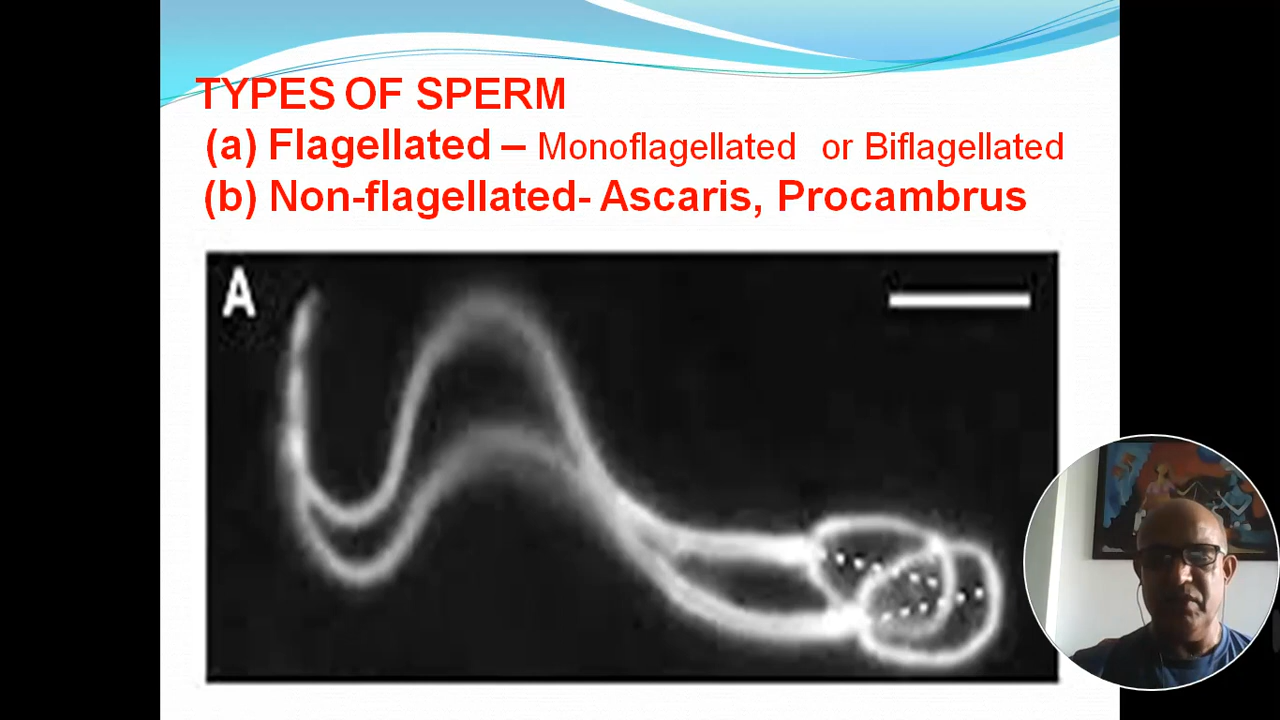 TYPES OF SPERM
(a) Flagellated – Monoflagellated or Biflagellated
(b) Non-flagellated- Ascaris, Procambrus
A